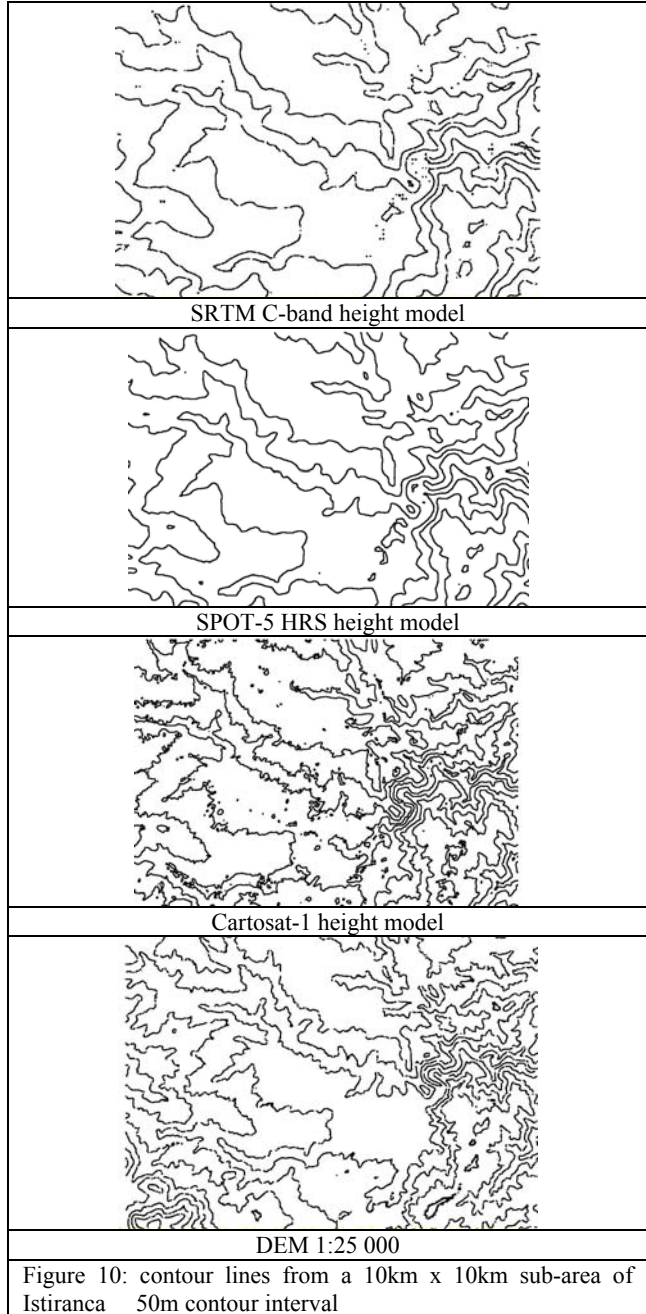 SRTM C-band height model
SPOT-5 HRS height model
Cartosat-1 height model
DEM 1:25 000
Figure 10: contour lines from a 10km x 10km sub-area of
Istiranca 50m contour interval